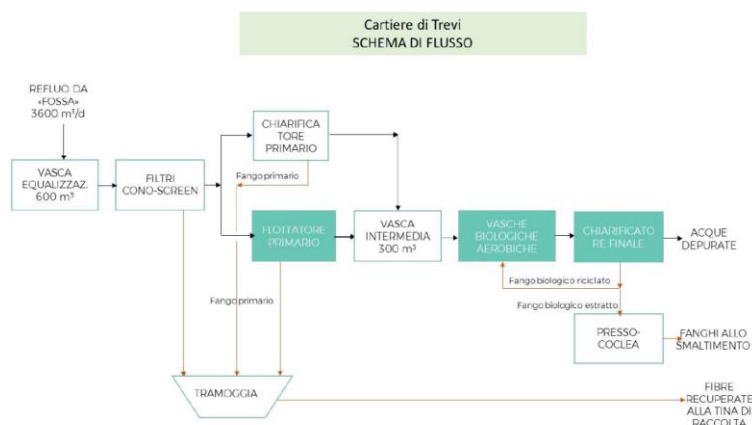 Cartiere di Trevi
SCHEMA DI FLUSSO
REFLUO DA
«FOSSA»
3600 m³/d
CHIARIFICA
TORE
PRIMARIO
VASCA
EQUALIZZAZ.
600 m³
FILTRI
CONO-SCREEN
Fango primario
FLOTTATORE
PRIMARIO
VASCA
INTERMEDIA
300 m³
VASCHE
BIOLOGICHE
AEROBICHE
CHIARIFICATO
RE FINALE
ACQUE
DEPURATE
Fango biologico riciclato
Fango primario
Fango biologico estratto
PRESSO-
COCLEA
FANGHI ALLO
SMALTIMENTO
TRAMOGGIA
FIBRE
RECUPERATE
ALLA TINA DI
RACCOLTA